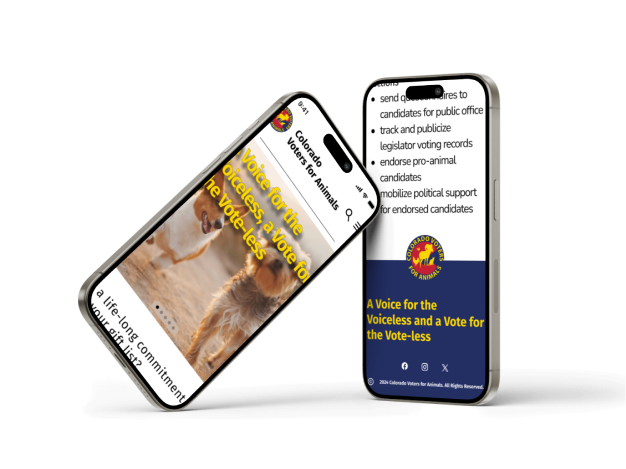 9:41
Colorado
Voters for Animals
A Voice for the
Voiceless, a Vote for
the Vote-less
a life-long commitment
your gift list?
send questionnaires to
candidates for public office
track and publicize
legislator voting records
endorse pro-animal
candidates
mobilize political support
for endorsed candidates
COLORADO VOTERS
FOR ANIMALS
A Voice for the
Voiceless and a Vote for
the Vote-less
© 2024 Colorado Voters for Animals. All Rights Reserved.